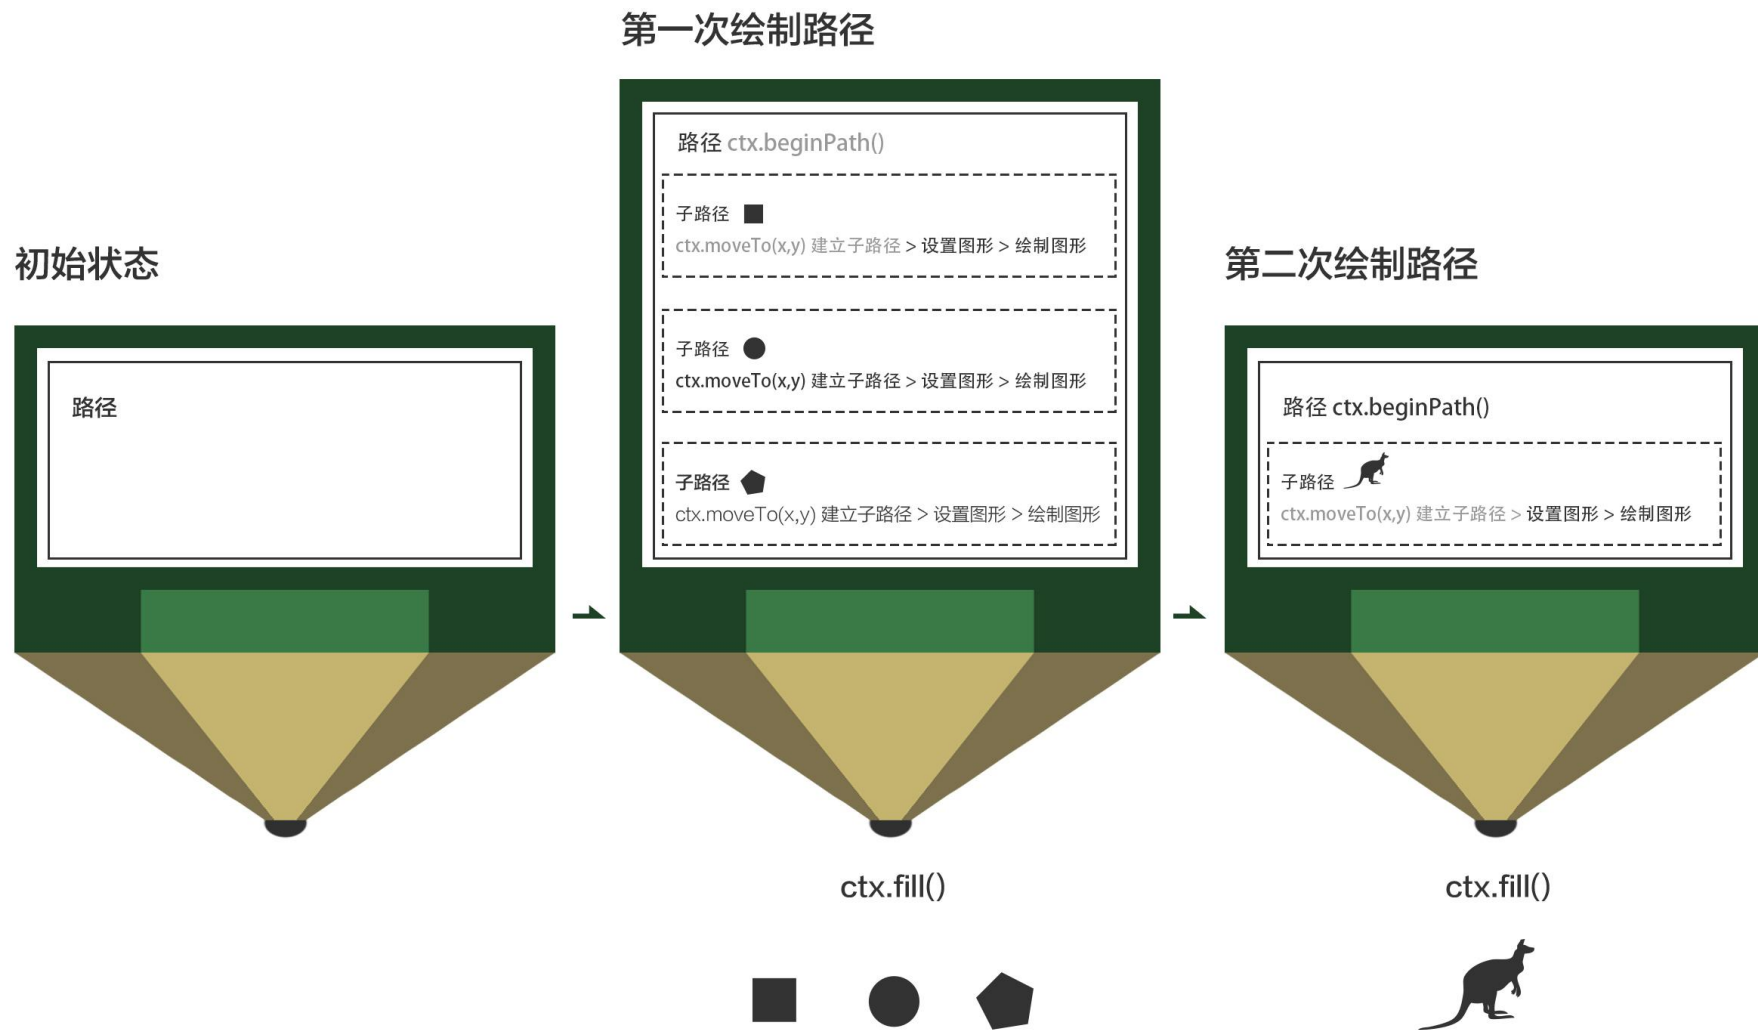 初始状态
路径
第一次绘制路径
路径 ctx.beginPath()
子路径
ctx.moveTo(x,y) 建立子路径 > 设置图形 > 绘制图形
子路径
ctx.moveTo(x,y) 建立子路径 > 设置图形 > 绘制图形
子路径
ctx.moveTo(x,y) 建立子路径 > 设置图形 > 绘制图形
ctx.fill()
第二次绘制路径
路径 ctx.beginPath()
子路径
ctx.moveTo(x,y) 建立子路径 > 设置图形 > 绘制图形
ctx.fill()